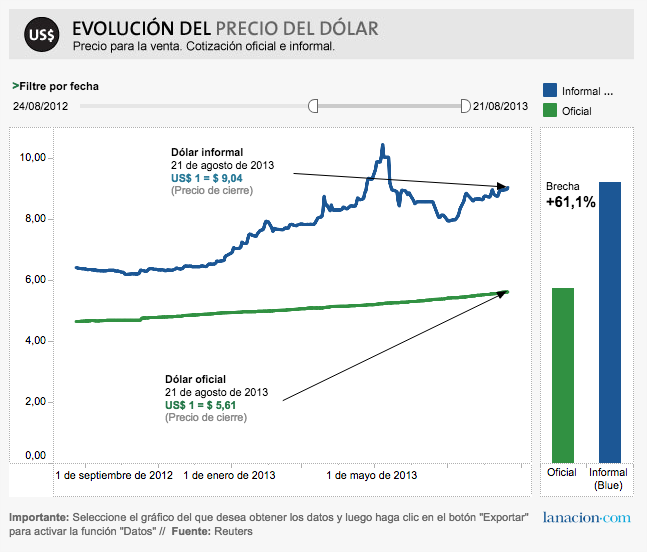 US$
EVOLUCIÓN DEL PRECIO DEL DÓLAR
Precio para la venta. Cotización oficial e informal.
>Filtre por fecha
24/08/2012
21/08/2013
Informal ...
Oficial
10,00
8,00
6,00
4,00
2,00
0,00
Dólar informal
21 de agosto de 2013
US$ 1 = $ 9,04
(Precio de cierre)
Dólar oficial
21 de agosto de 2013
US$ 1 = $ 5,61
(Precio de cierre)
1 de septiembre de 2012
1 de enero de 2013
1 de mayo de 2013
Brecha
+61,1%
Oficial
Informal
(Blue)
Importante: Seleccione el gráfico del que desea obtener los datos y luego haga clic en el botón "Exportar"
para activar la función "Datos" // Fuente: Reuters
lanacion.com